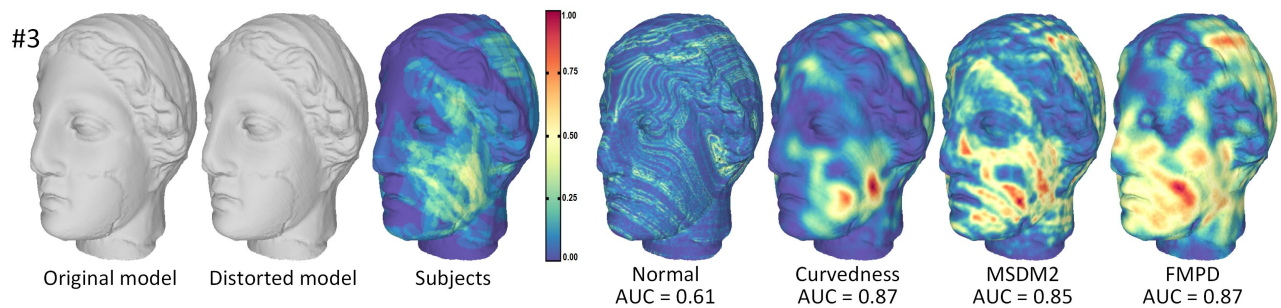 #3
1.00
0.75
0.50
0.25
0.00
Original model
Distorted model
Subjects
Normal
AUC = 0.61
Curvedness
AUC = 0.87
MSDM2
AUC = 0.85
FMPD
AUC = 0.87